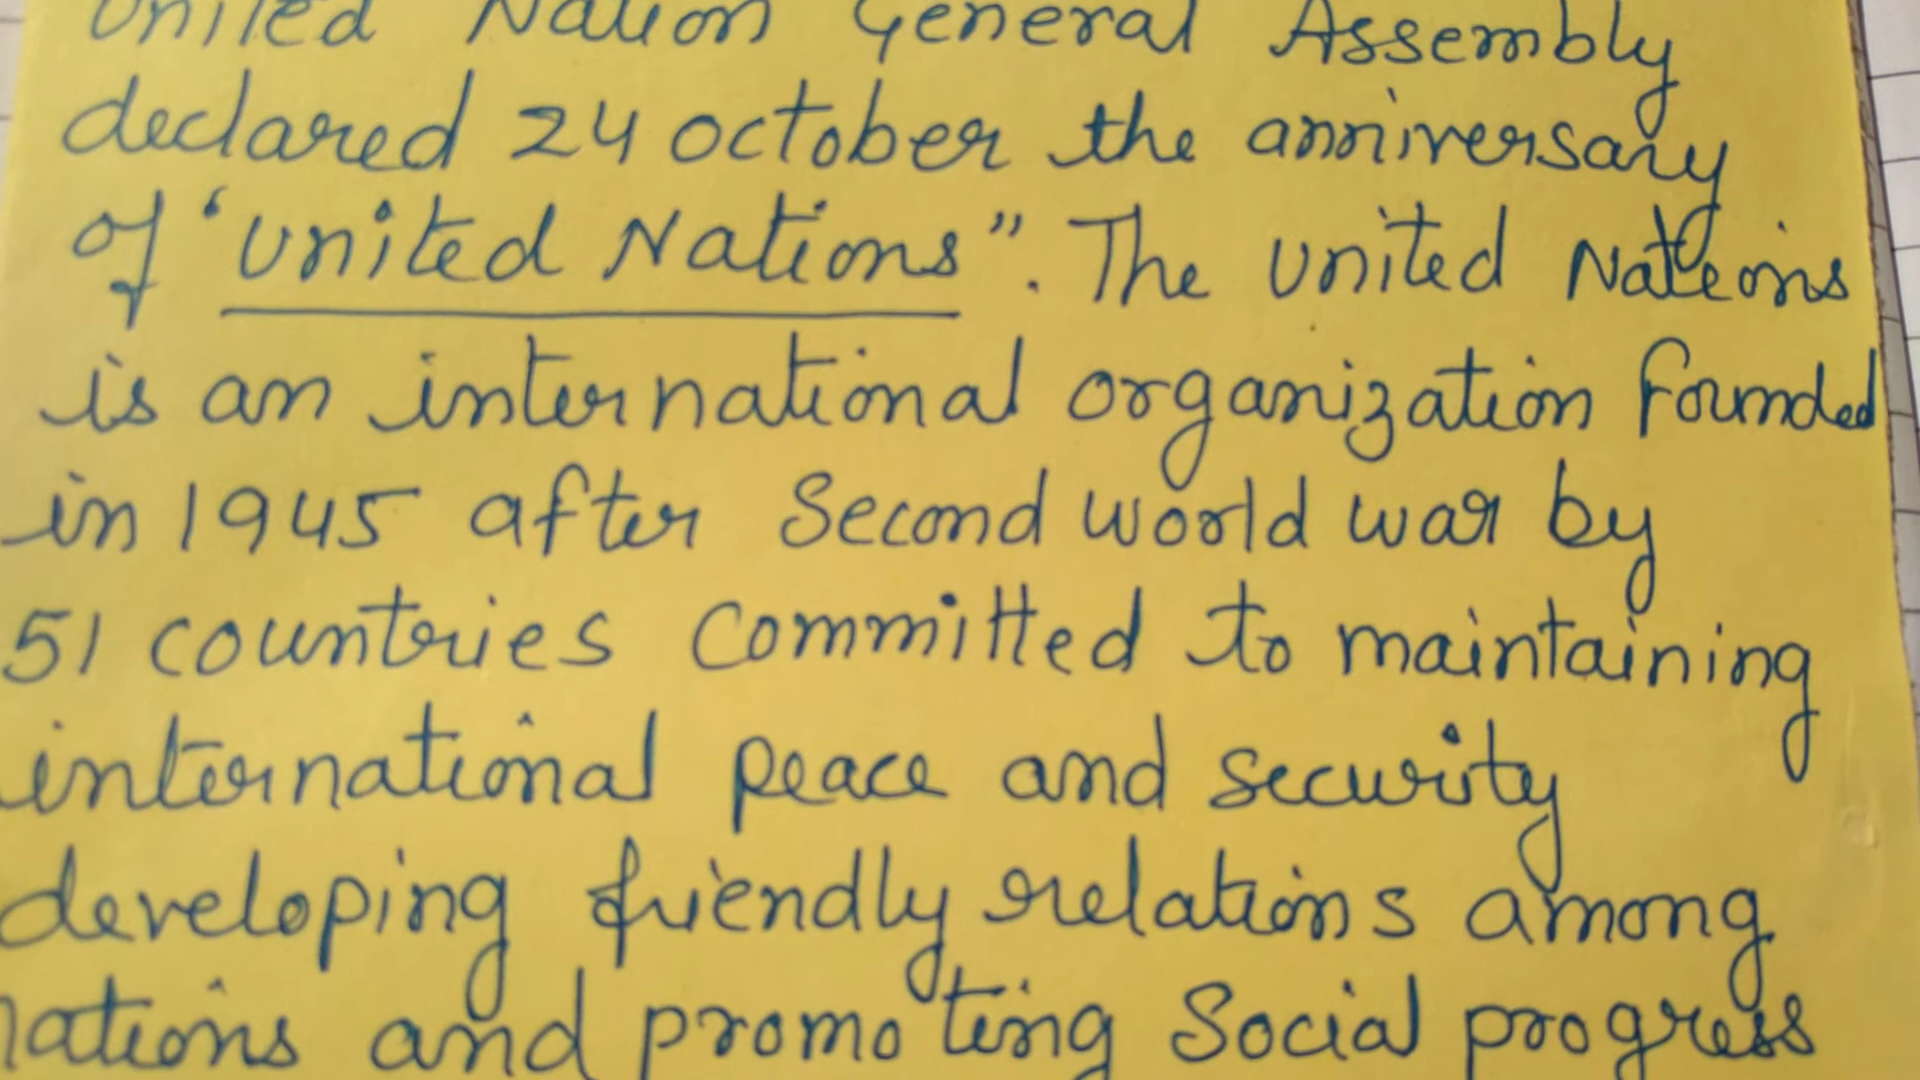 United Nation General Assembly
declared 24 october the anniversary
of ‘United Nations”. The United Nations
is an international organization founded
in 1945 after Second world war by
51 countries committed to maintaining
international peace and security
developing friendly relations among
nations and promoting Social progress